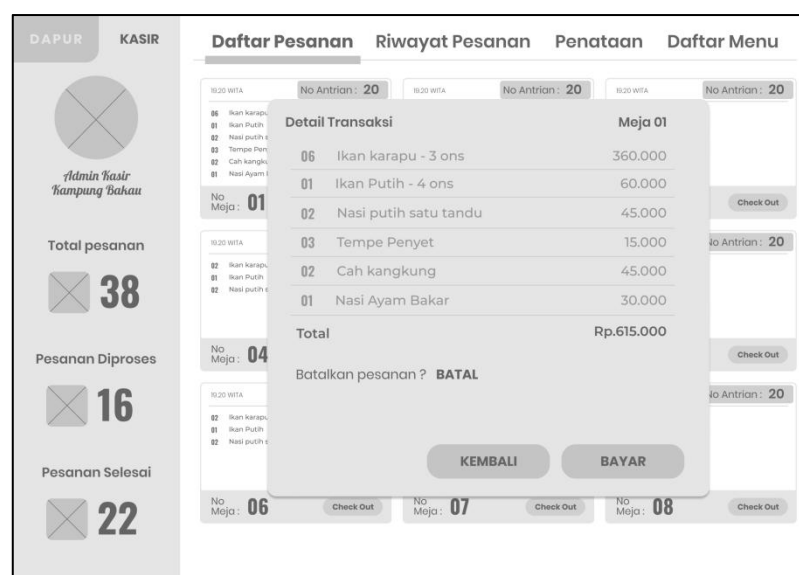 DAPUR KASIR
Daftar Pesanan Riwayat Pesanan Penataan Daftar Menu
Admin Kasir
Kampung Bakau
Total pesanan
38
Pesanan Diproses
16
Pesanan Selesai
22
19.20 WITA No Antrian : 20
19.20 WITA No Antrian : 20
19.20 WITA No Antrian : 20
06 Ikan karapu
01 Ikan Putih
02 Nasi putih s
03 Tempe Pen
02 Cah kangku
01 Nasi Ayam
No Meja : 01
Check Out
Detail Transaksi Meja 01
06 Ikan karapu - 3 ons 360.000
01 Ikan Putih - 4 ons 60.000
02 Nasi putih satu tandu 45.000
03 Tempe Penyet 15.000
02 Cah kangkung 45.000
01 Nasi Ayam Bakar 30.000
Total Rp.615.000
Batalkan pesanan ? BATAL
KEMBALI BAYAR
19.20 WITA
No Antrian : 20
02 Ikan karapu
01 Ikan Putih
02 Nasi putih s
No Meja : 04
Check Out
19.20 WITA
No Antrian : 20
02 Ikan karapu
01 Ikan Putih
02 Nasi putih s
No Meja : 06 Check Out
No Meja : 07 Check Out
No Meja : 08 Check Out